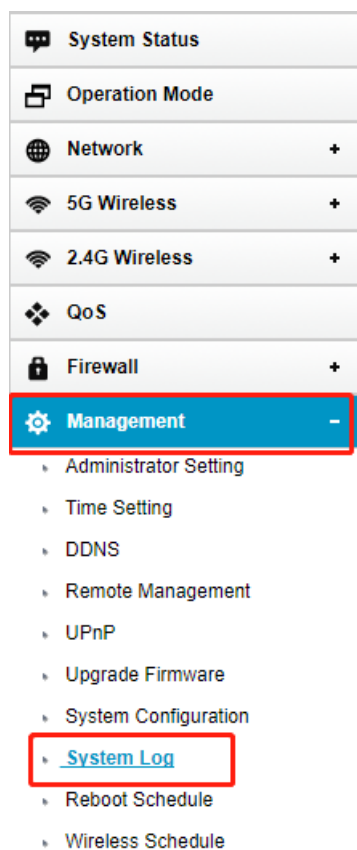 System Status
Operation Mode
Network +
5G Wireless +
2.4G Wireless +
QoS
Firewall +
Management -
Administrator Setting
Time Setting
DDNS
Remote Management
UPnP
Upgrade Firmware
System Configuration
System Log
Reboot Schedule
Wireless Schedule